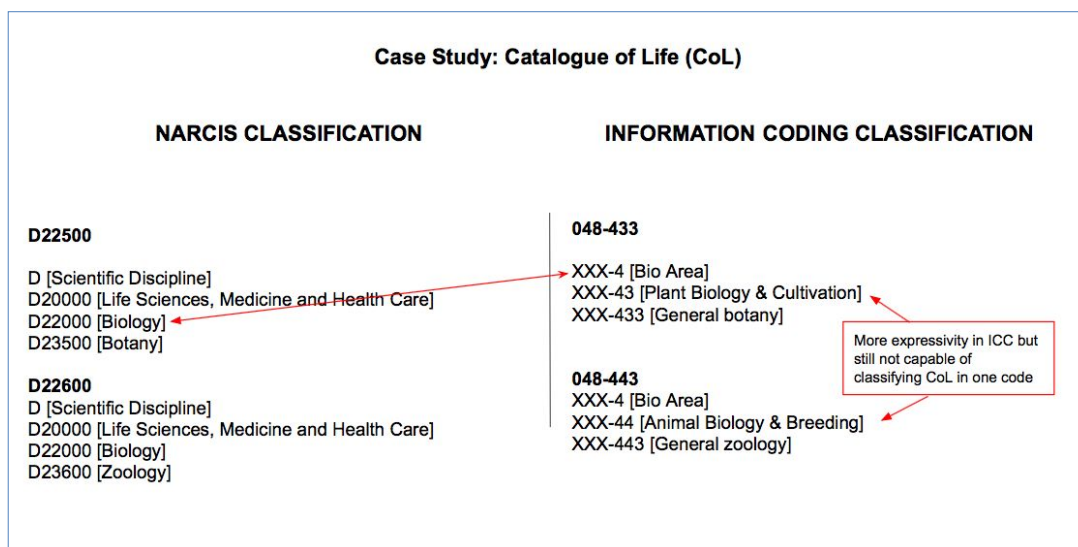 Case Study: Catalogue of Life (CoL)
NARCIS CLASSIFICATION
D22500
D [Scientific Discipline]
D20000 [Life Sciences, Medicine and Health Care]
D22000 [Biology]
D23500 [Botany]
D22600
D [Scientific Discipline]
D20000 [Life Sciences, Medicine and Health Care]
D22000 [Biology]
D23600 [Zoology]
INFORMATION CODING CLASSIFICATION
048-433
XXX-4 [Bio Area]
XXX-43 [Plant Biology & Cultivation]
XXX-433 [General botany]
048-443
XXX-4 [Bio Area]
XXX-44 [Animal Biology & Breeding]
XXX-443 [General zoology]
More expressivity in ICC but
still not capable of
classifying CoL in one code